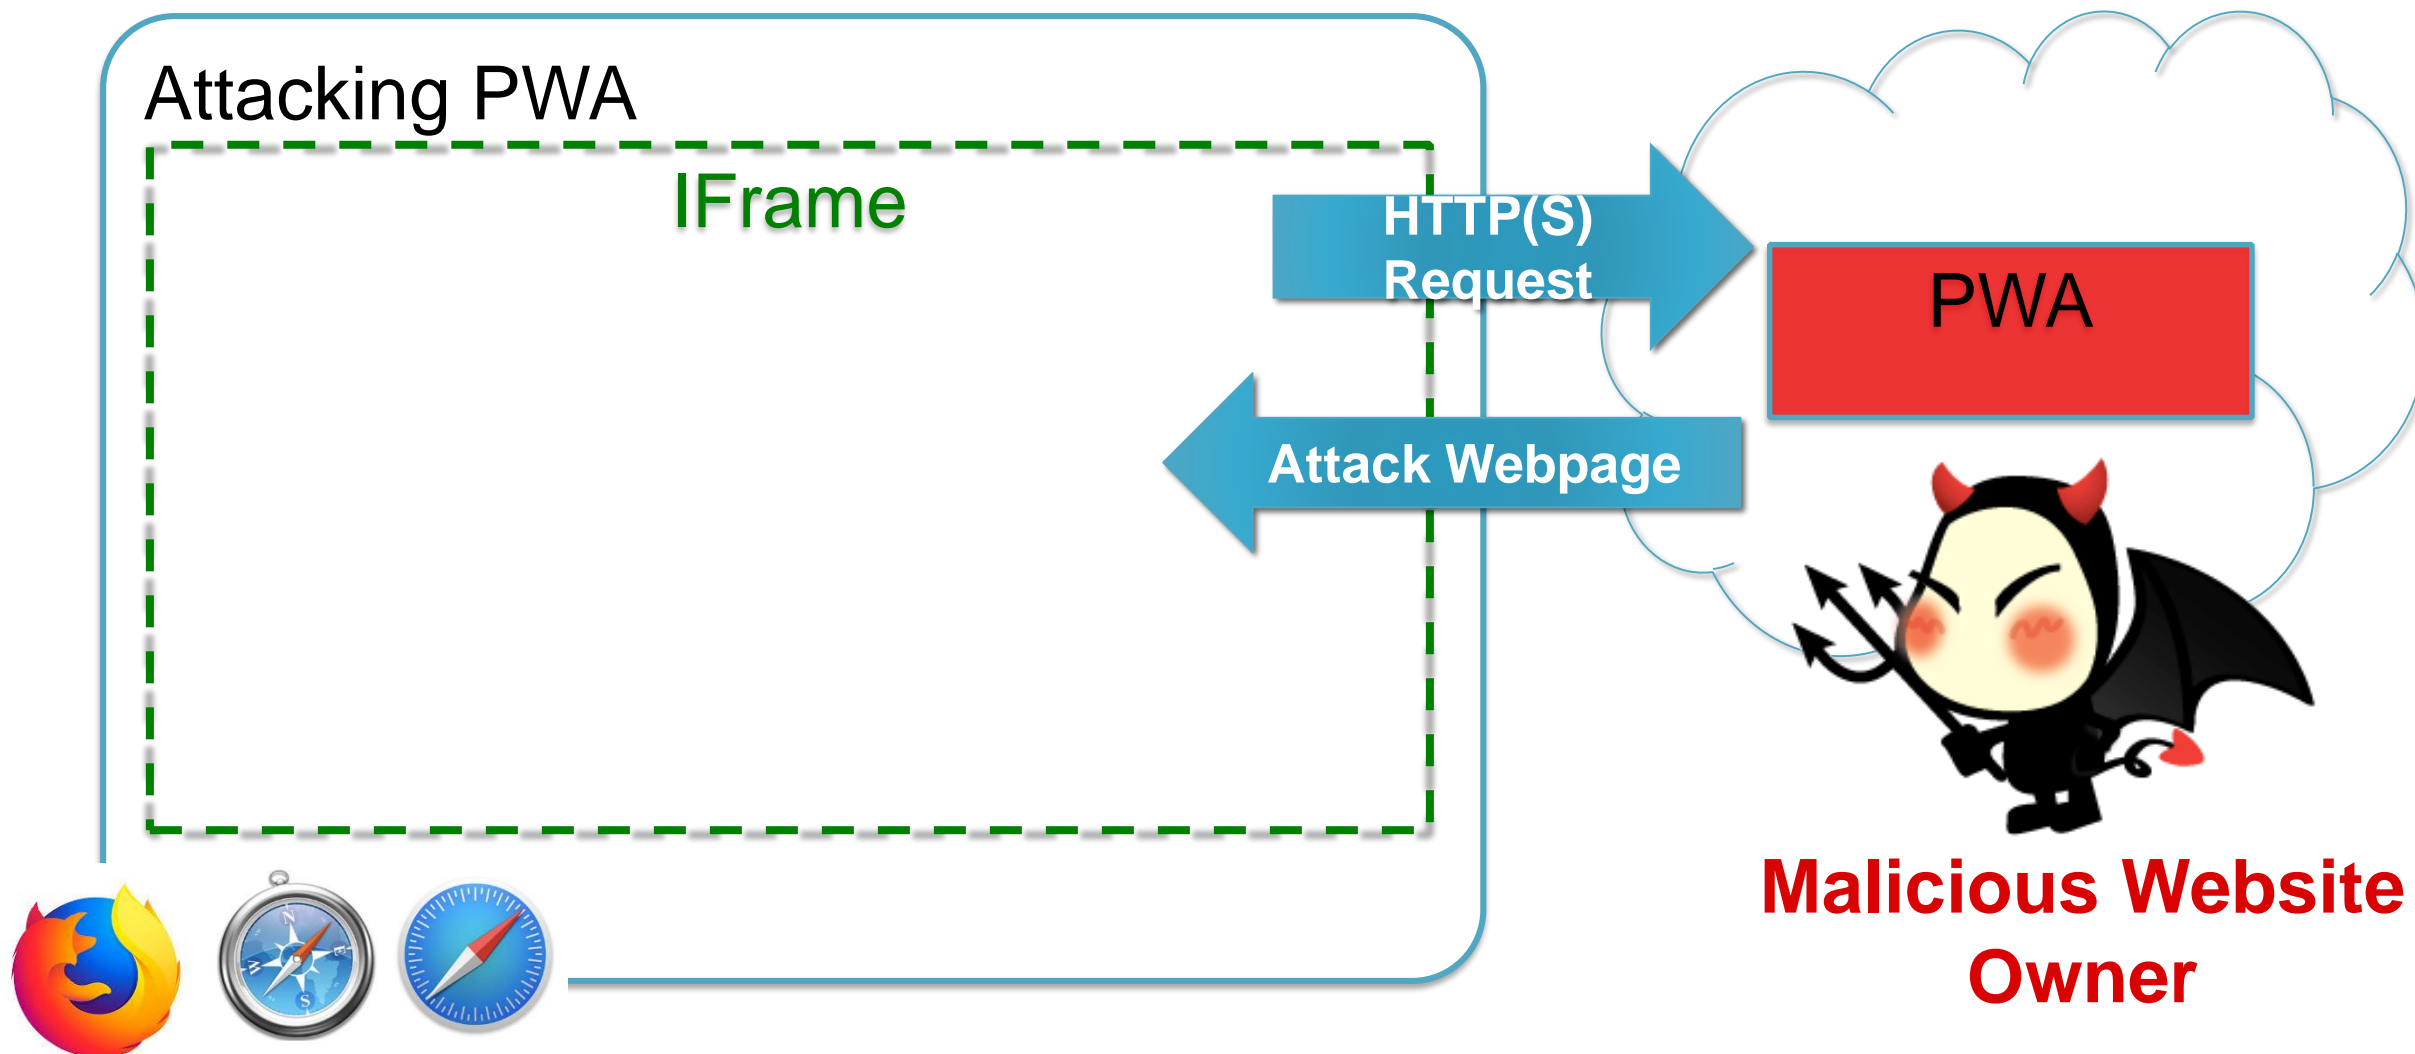 Attacking PWA
IFrame
HTTP(S)
Request
PWA
Attack Webpage
N
E
S
W
Malicious Website
Owner